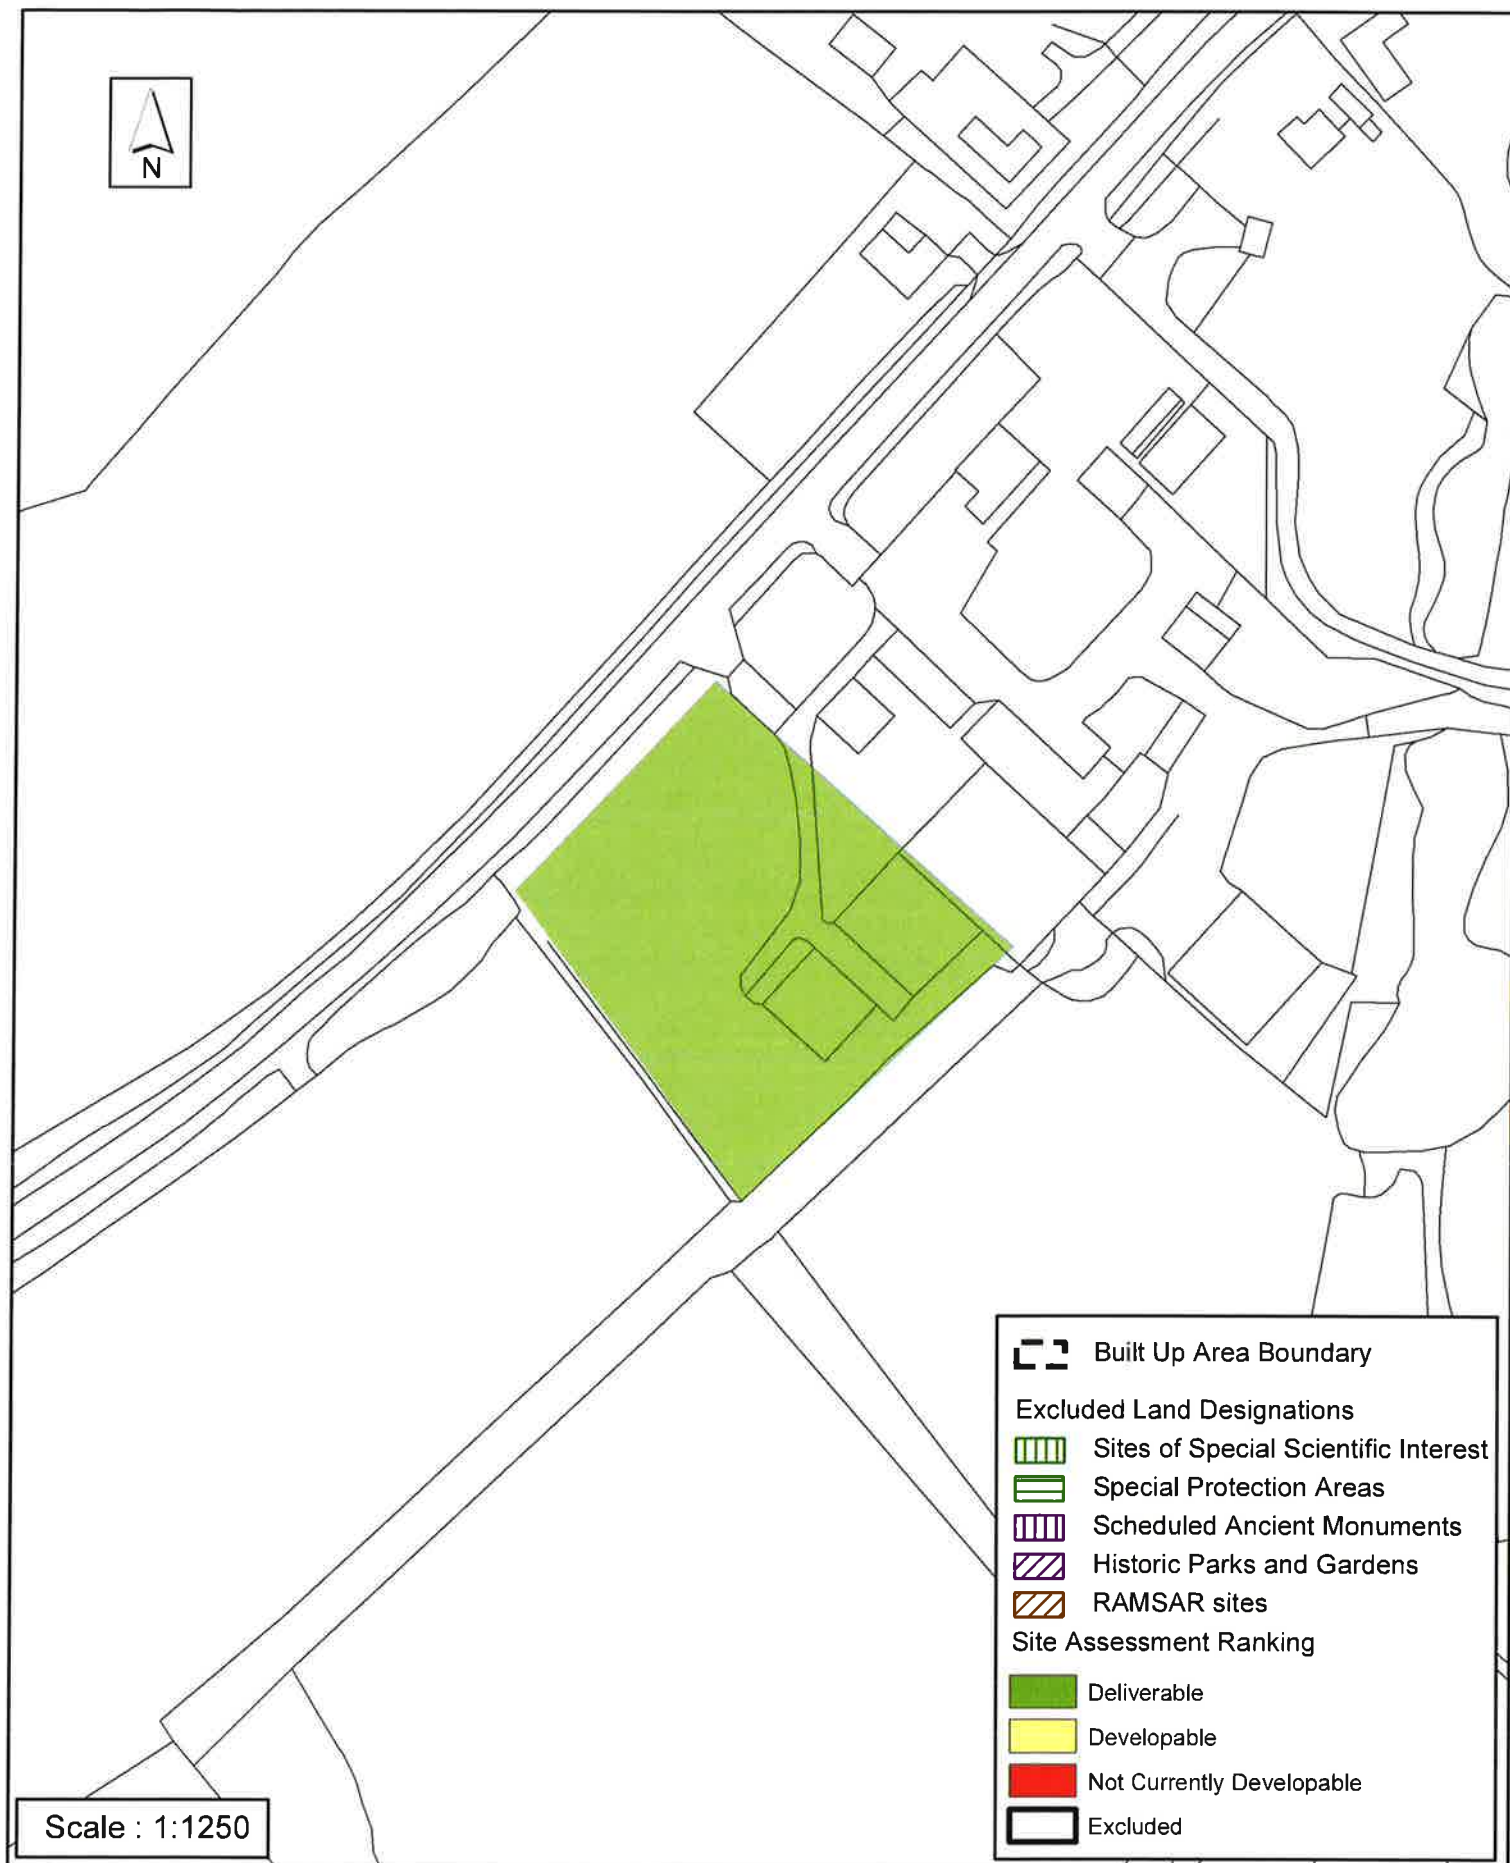 N
Built Up Area Boundary
Excluded Land Designations
Sites of Special Scientific Interest
Special Protection Areas
Scheduled Ancient Monuments
Historic Parks and Gardens
RAMSAR sites
Site Assessment Ranking
Deliverable
Developable
Not Currently Developable
Excluded
Scale : 1:1250